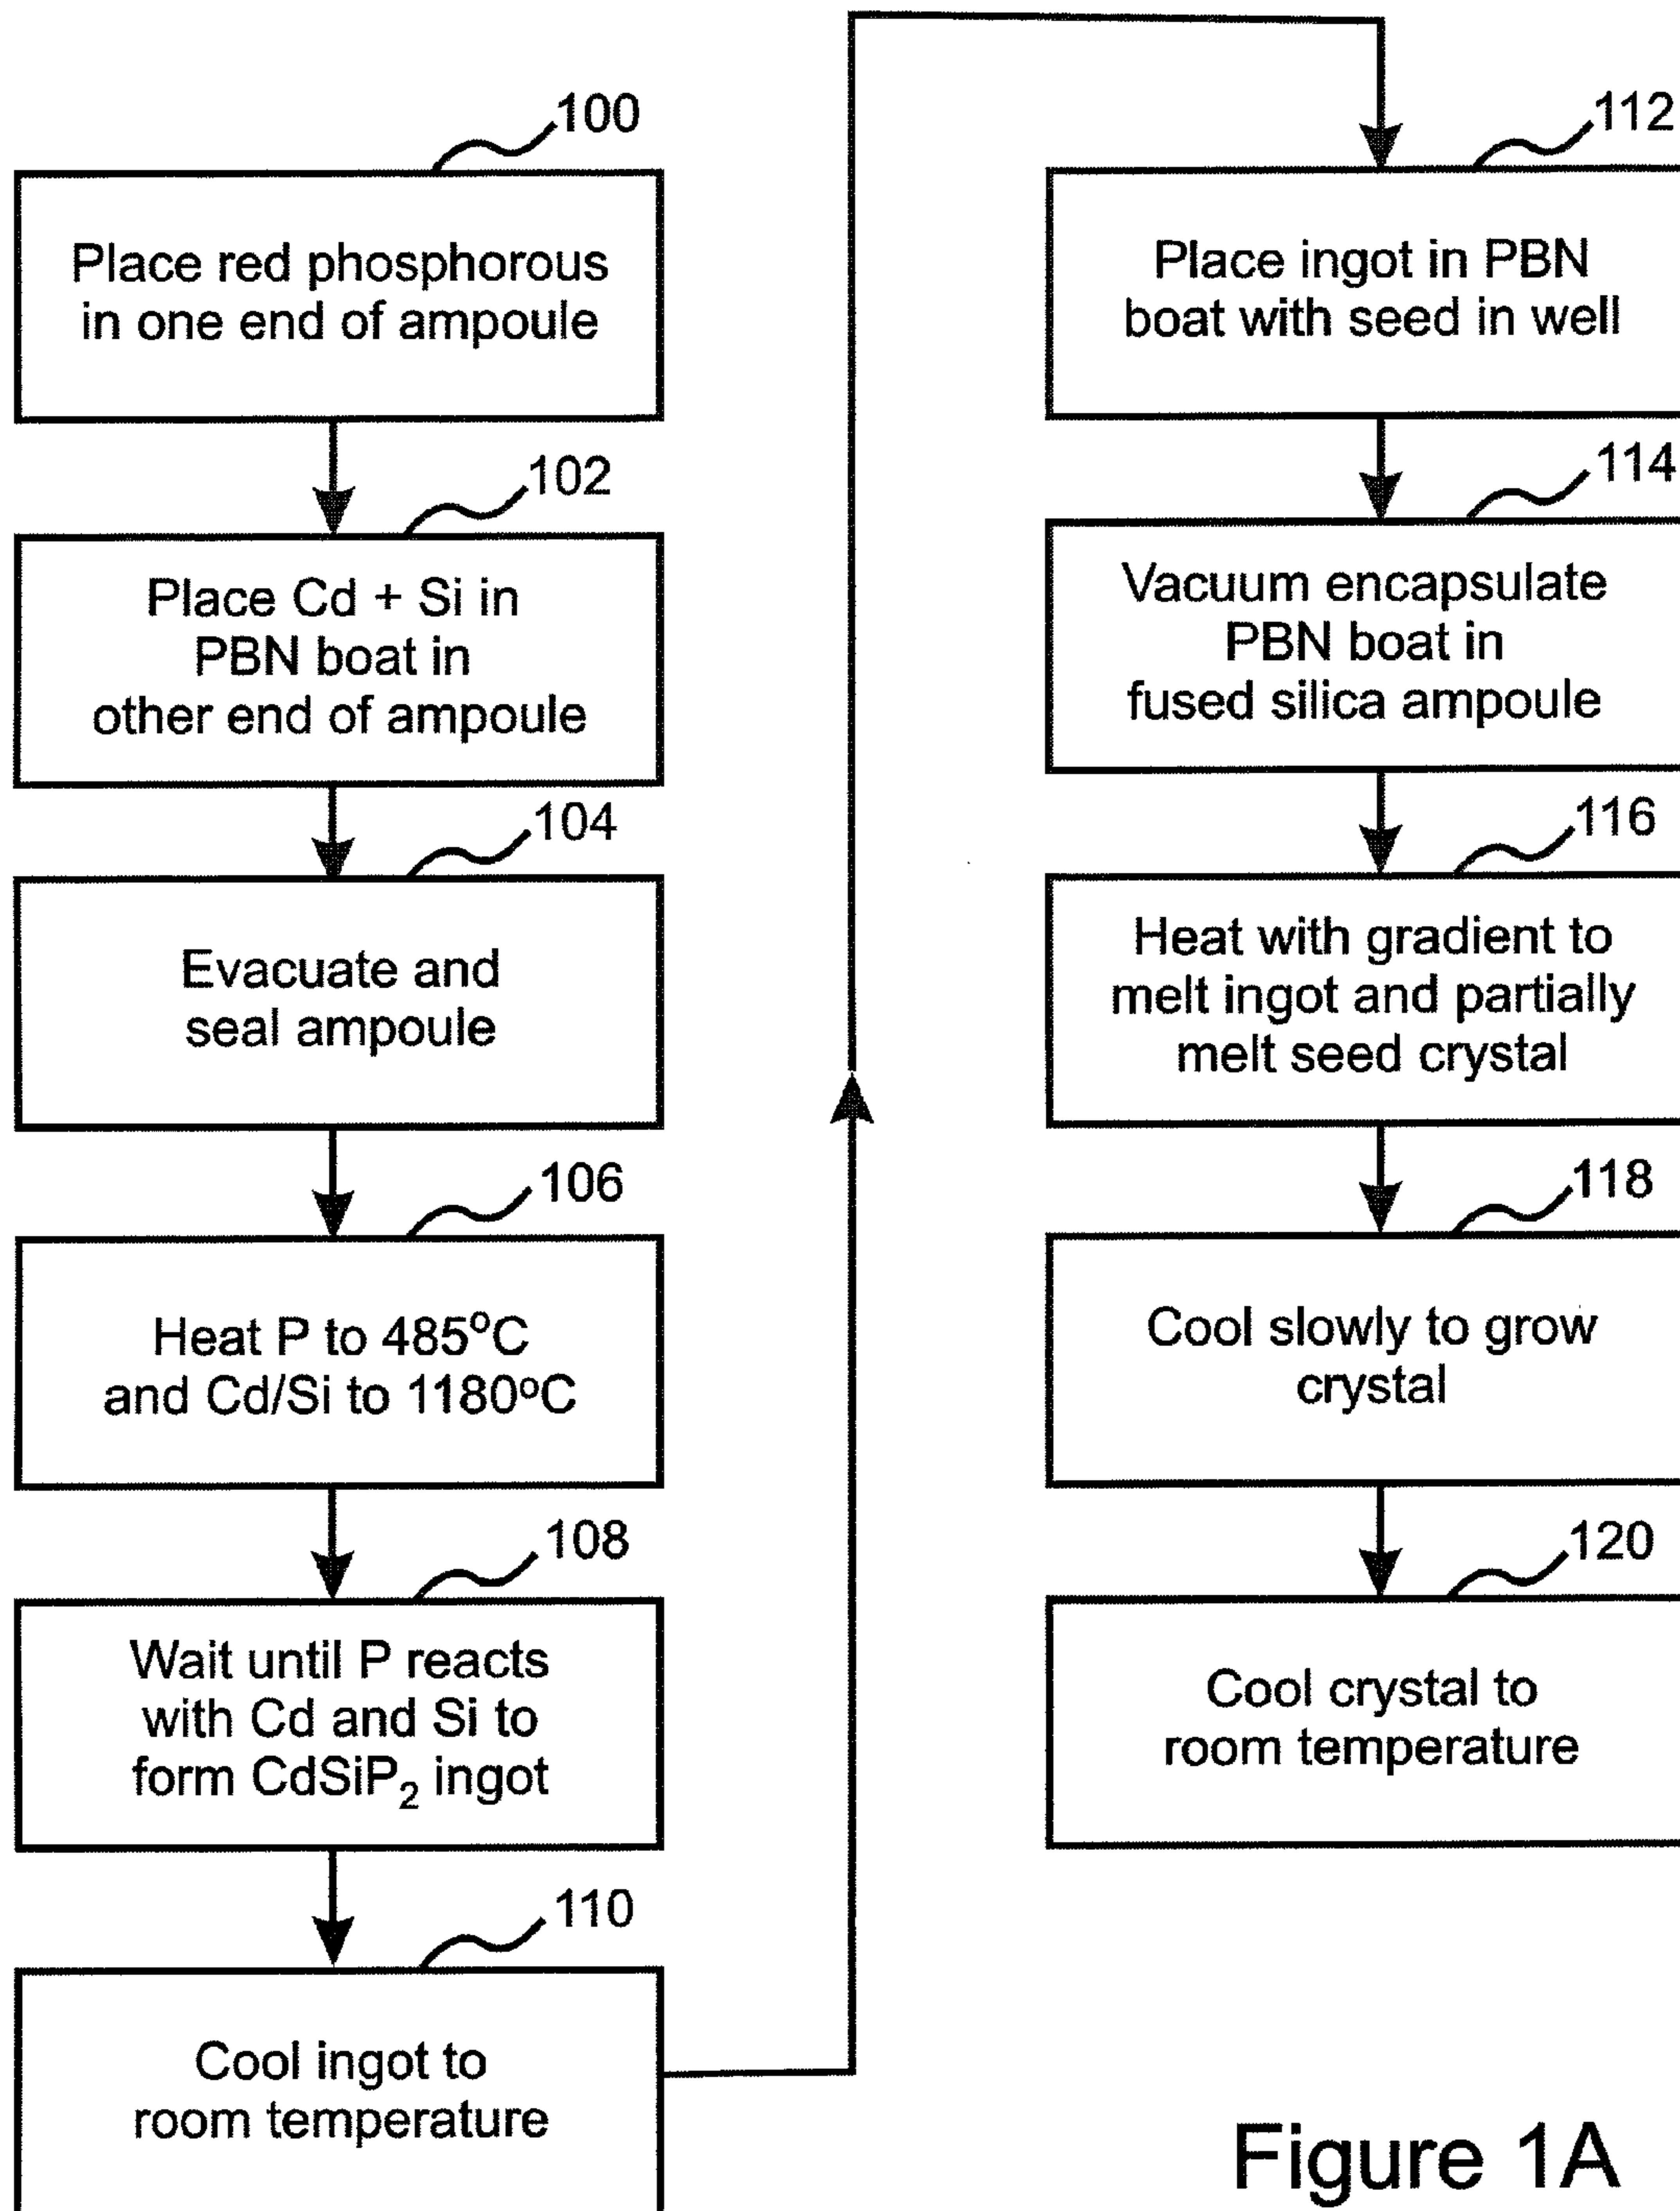 100
Place red phosphorous
in one end of ampoule
102
Place Cd + Si in
PBN boat in
other end of ampoule
104
Evacuate and
seal ampoule
106
Heat P to 485°C
and Cd/Si to 1180°C
108
Wait until P reacts
with Cd and Si to
form CdSiP₂ ingot
110
Cool ingot to
room temperature
112
Place ingot in PBN
boat with seed in well
114
Vacuum encapsulate
PBN boat in
fused silica ampoule
116
Heat with gradient to
melt ingot and partially
melt seed crystal
118
Cool slowly to grow
crystal
120
Cool crystal to
room temperature
Figure 1A